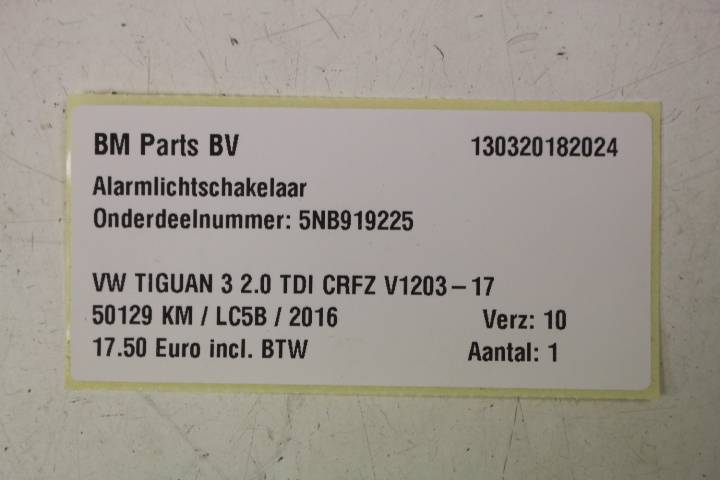 BM Parts BV 130320182024
Alarmlichtschakelaar
Onderdeelnummer: 5NB919225
VW TIGUAN 3 2.0 TDI CRFZ V1203-17
50129 KM / LC5B / 2016 Verz: 10
17.50 Euro incl. BTW Aantal: 1